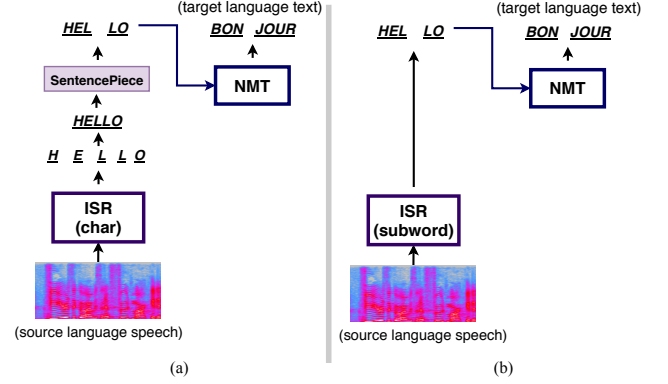 (target language text)
HEL LO
BON JOUR
SentencePiece
NMT
HELLO
H E L L O
ISR
(char)
(source language speech)
(a)
(target language text)
HEL LO
BON JOUR
NMT
ISR
(subword)
(source language speech)
(b)